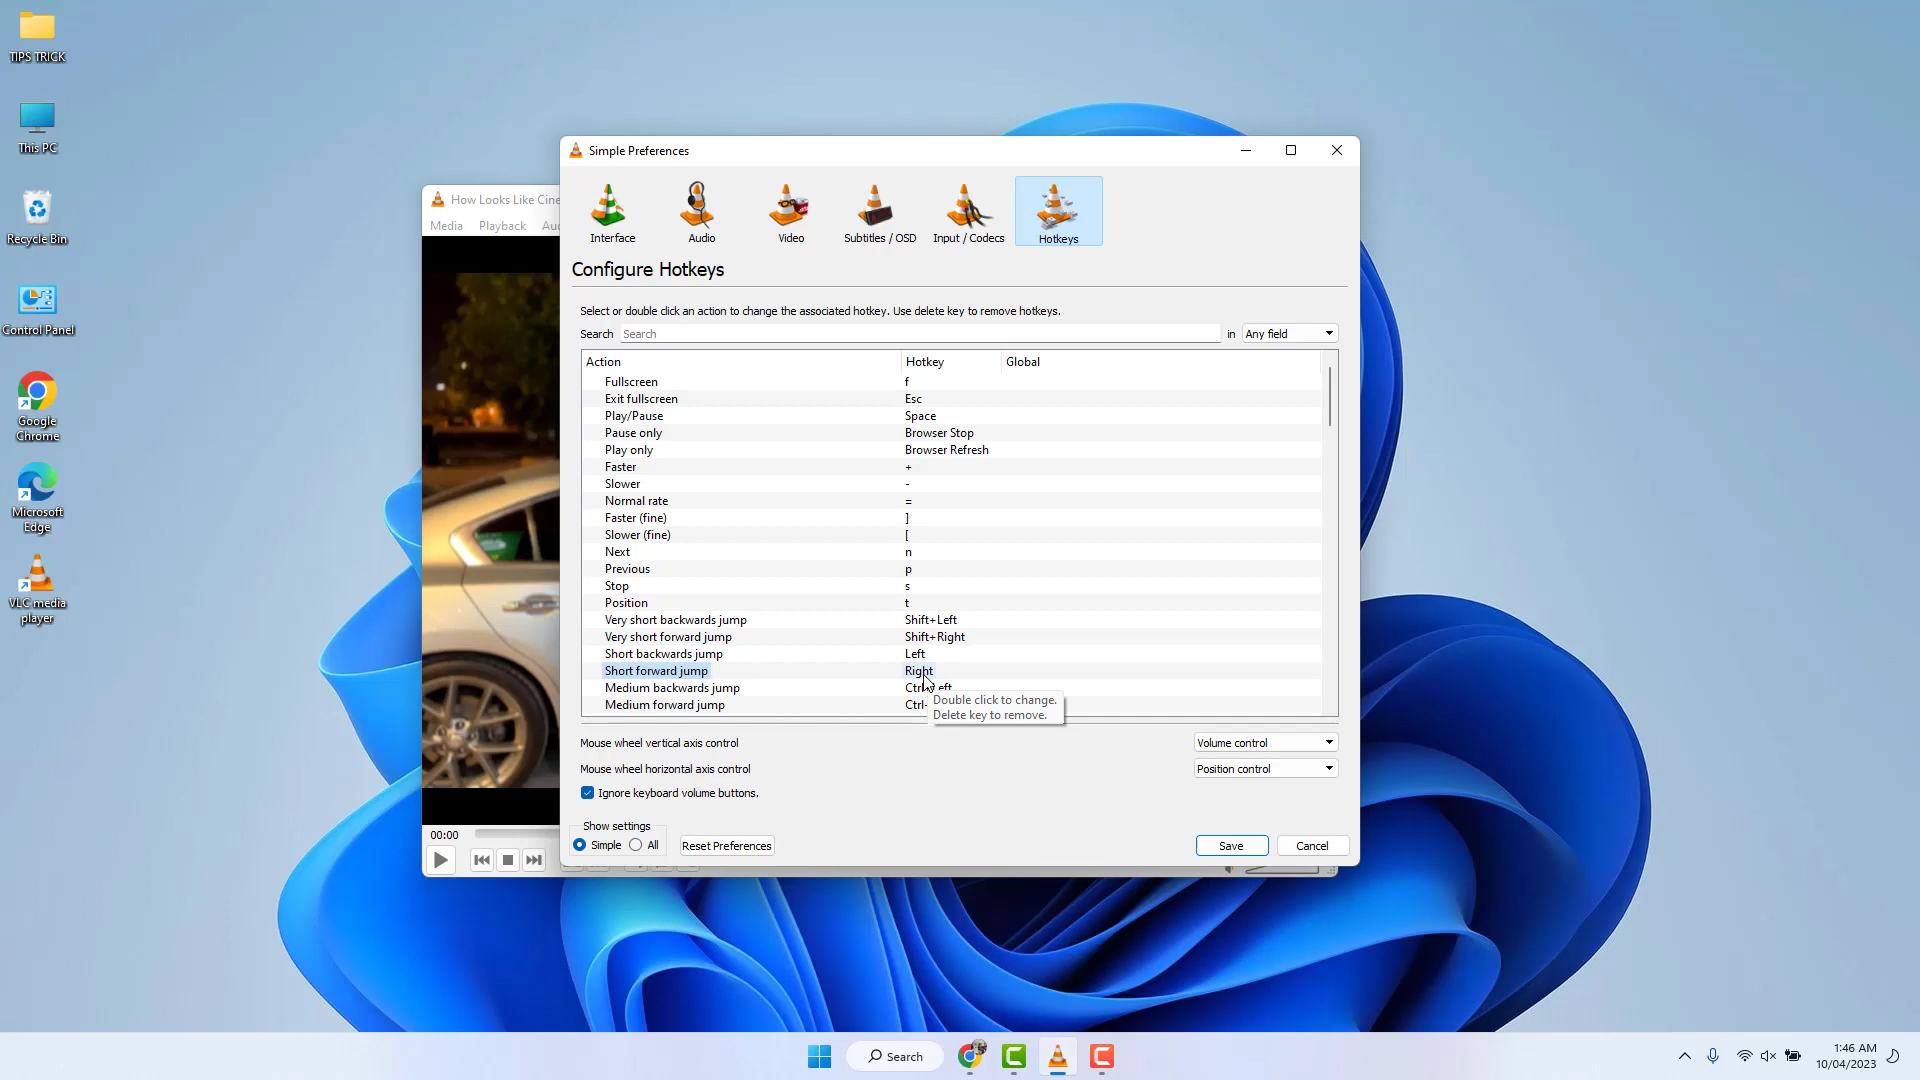 TIPS TRICK
This PC
Recycle Bin
Control Panel
Google
Chrome
Microsoft
Edge
VLC media
player
How Looks Like Cine
Media Playback Au
00:00
Simple Preferences
Interface Audio Video Subtitles / OSD Input / Codecs Hotkeys
Configure Hotkeys
Select or double click an action to change the associated hotkey. Use delete key to remove hotkeys.
Search Search in Any field
Action Hotkey Global
Fullscreen f
Exit fullscreen Esc
Play/Pause Space
Pause only Browser Stop
Play only Browser Refresh
Faster +
Slower -
Normal rate =
Faster (fine) ]
Slower (fine) [
Next n
Previous p
Stop s
Position t
Very short backwards jump Shift+Left
Very short forward jump Shift+Right
Short backwards jump Left
Short forward jump Right
Medium backwards jump Ctrl+Left
Medium forward jump Ctrl+
Double click to change.
Delete key to remove.
Mouse wheel vertical axis control Volume control
Mouse wheel horizontal axis control Position control
Ignore keyboard volume buttons.
Show settings
Simple All Reset Preferences Save Cancel
Search
1:46 AM
10/04/2023